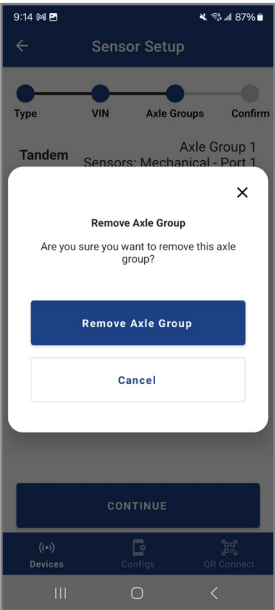 9:14 87%
Sensor Setup
Type VIN Axle Groups Confirm
Tandem Axle Group 1
Sensors: Mechanical - Port 1
Remove Axle Group
Are you sure you want to remove this axle
group?
Remove Axle Group
Cancel
CONTINUE
Devices Configs QR Connect